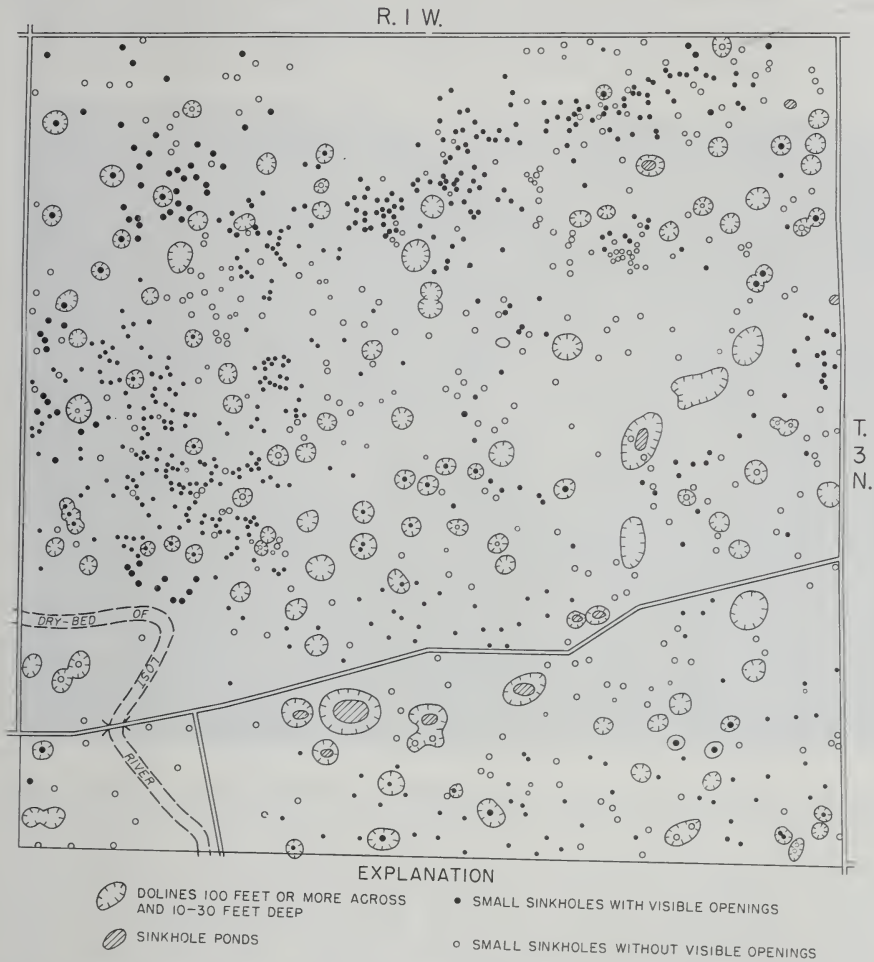 R. 1 W.
T.
3
N.
DRY-BED OF
LOST
RIVER
EXPLANATION
DOLINES 100 FEET OR MORE ACROSS
AND 10-30 FEET DEEP
SINKHOLE PONDS
• SMALL SINKHOLES WITH VISIBLE OPENINGS
○ SMALL SINKHOLES WITHOUT VISIBLE OPENINGS